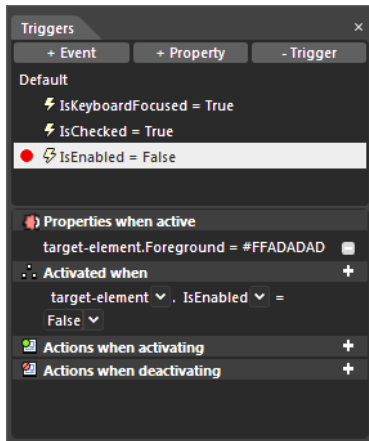 Triggers ×
+ Event + Property - Trigger
Default
IsKeyboardFocused = True
IsChecked = True
IsEnabled = False
Properties when active
target-element.Foreground = #FFADADAD
Activated when +
target-element . IsEnabled =
False
Actions when activating +
Actions when deactivating +